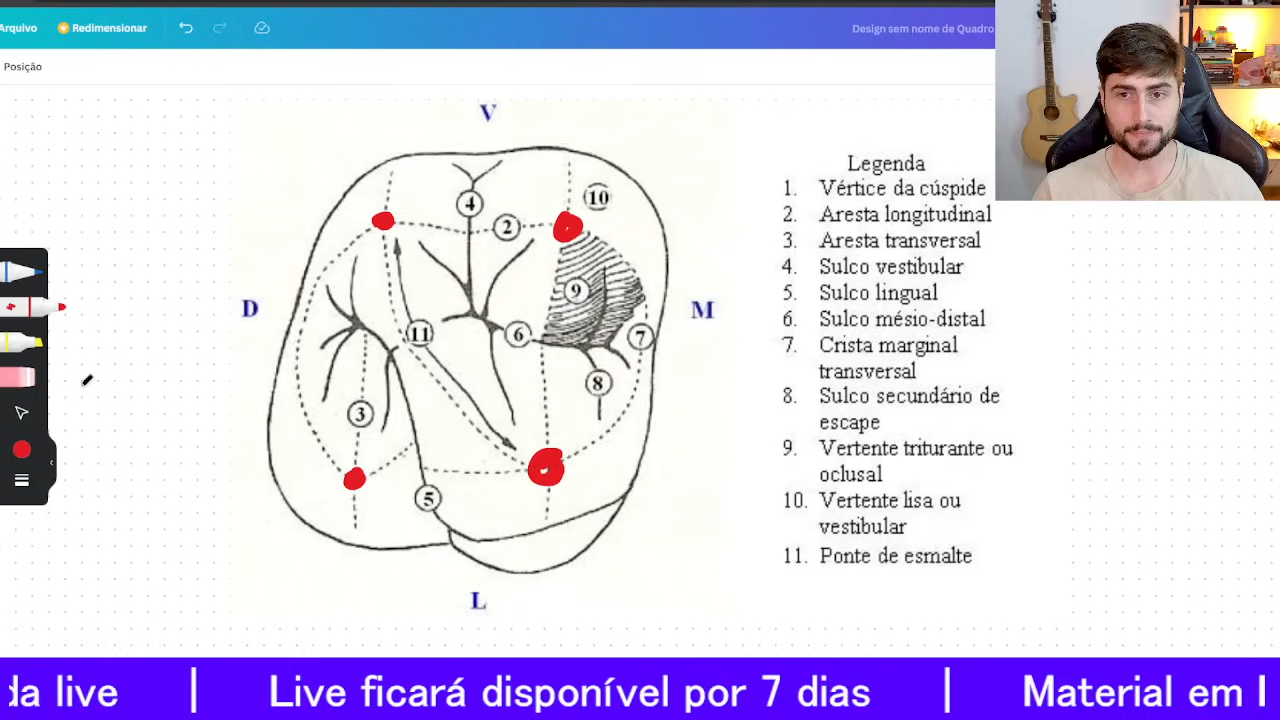 Arquivo
Redimensionar
Design sem nome de Quadro
Posição
V
Legenda
1. Vértice da cúspide
2. Aresta longitudinal
3. Aresta transversal
4. Sulco vestibular
5. Sulco lingual
6. Sulco mésio-distal
7. Crista marginal
transversal
8. Sulco secundário de
escape
9. Vertente triturante ou
oclusal
10. Vertente lisa ou
vestibular
11. Ponte de esmalte
10
4
2
9
D
M
11
6
7
8
3
5
L
da live | Live ficará disponível por 7 dias | Material em